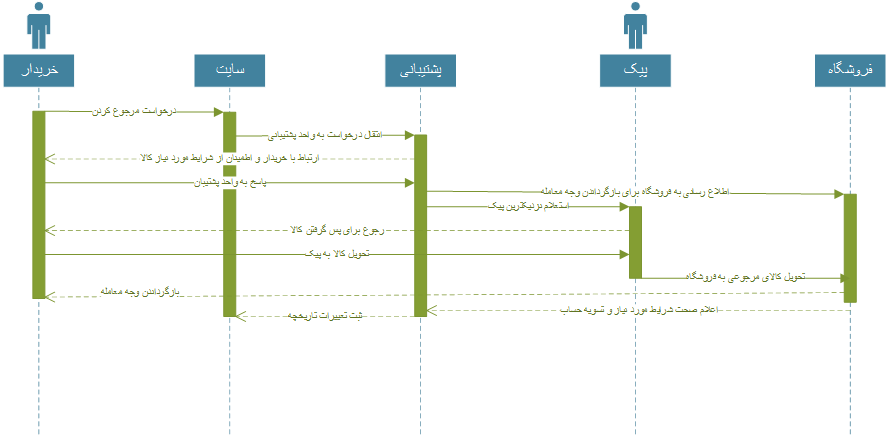 خریدار
سایت
پشتیبانی
پیک
فروشگاه
درخواست مرجوع کردن
انتقال درخواست به واحد پشتیبانی
ارتباط با خریدار و اطمینان از شرایط مورد نیاز کالا
پاسخ به واحد پشتیبان
اطلاع رسانی به فروشگاه برای بازگرداندن وجه معامله
استعلام نزدیکترین پیک
رجوع برای پس گرفتن کالا
تحویل کالا به پیک
تحویل کالای مرجوعی به فروشگاه
بازگرداندن وجه معامله
اعلام صحت شرایط مورد نیاز و تسویه حساب
ثبت تغییرات تاریخچه